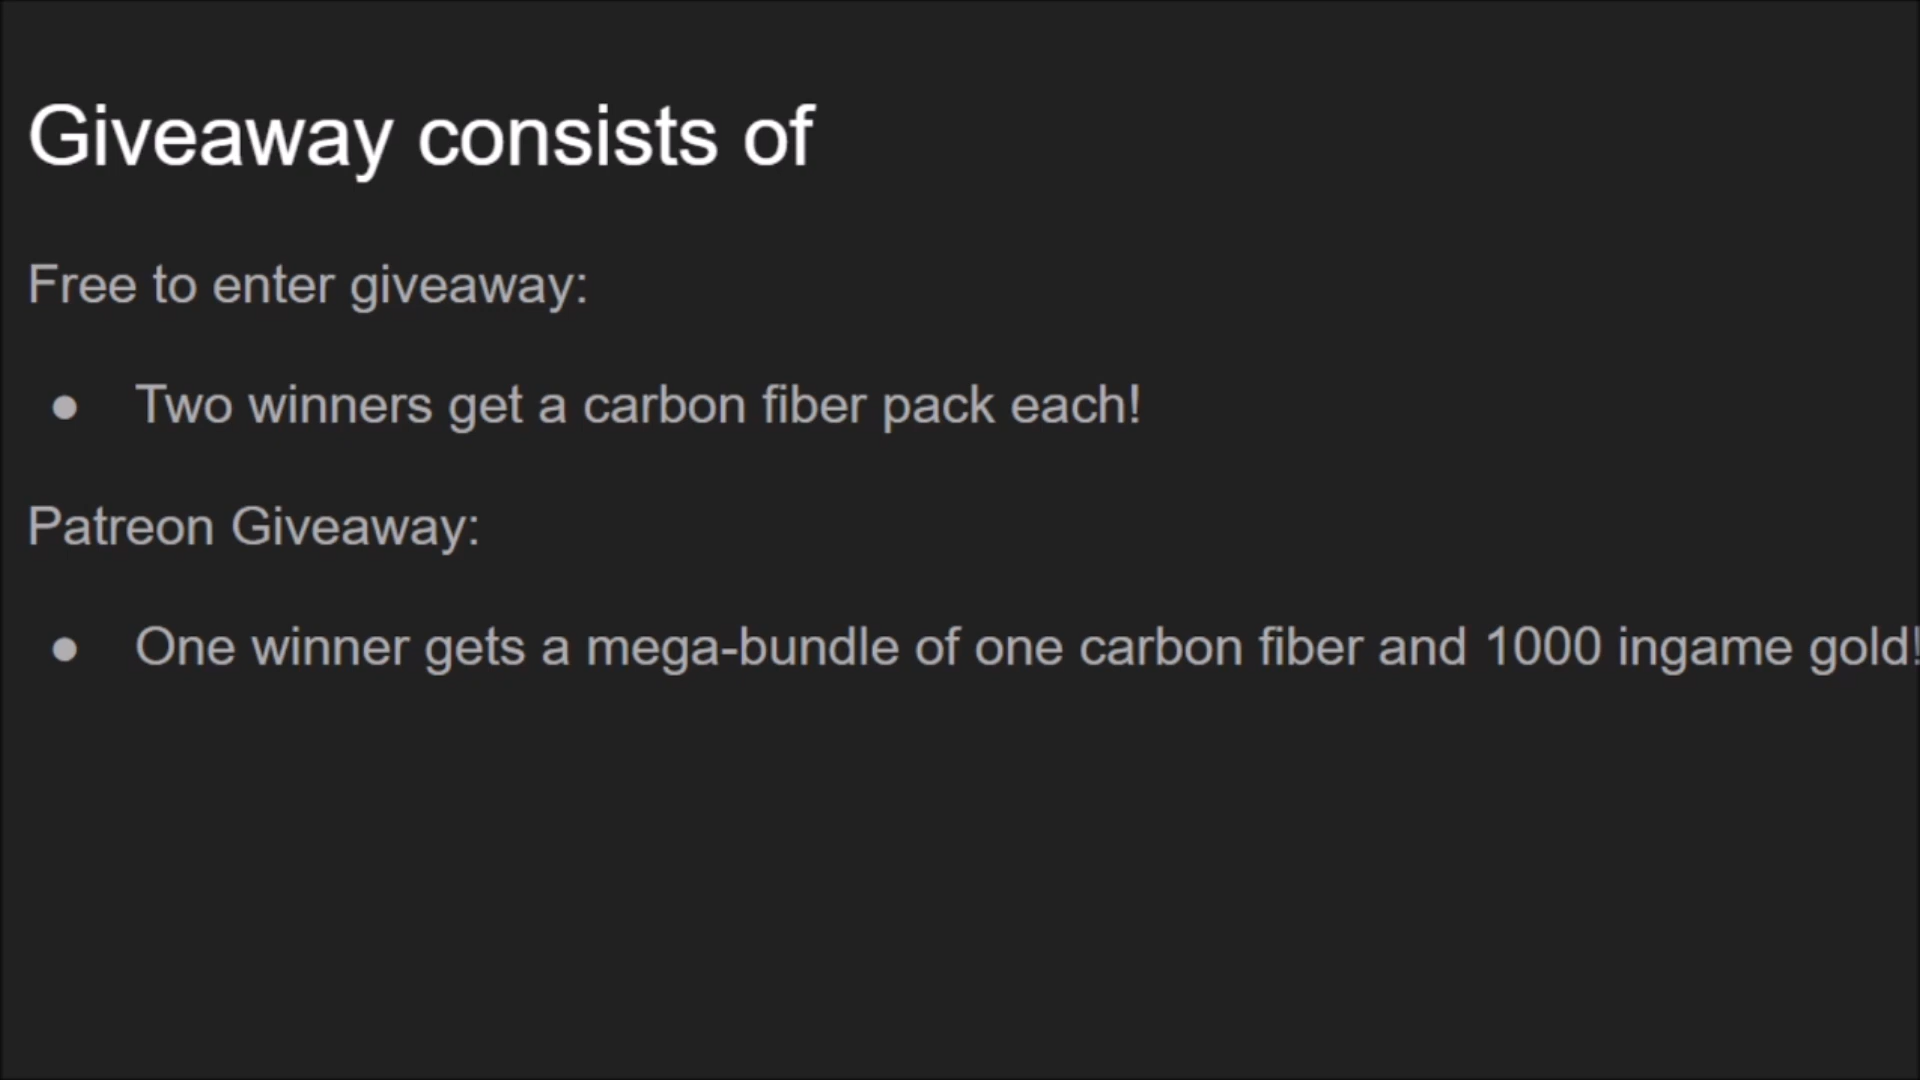 Giveaway consists of
Free to enter giveaway:
● Two winners get a carbon fiber pack each!
Patreon Giveaway:
● One winner gets a mega-bundle of one carbon fiber and 1000 ingame gold!